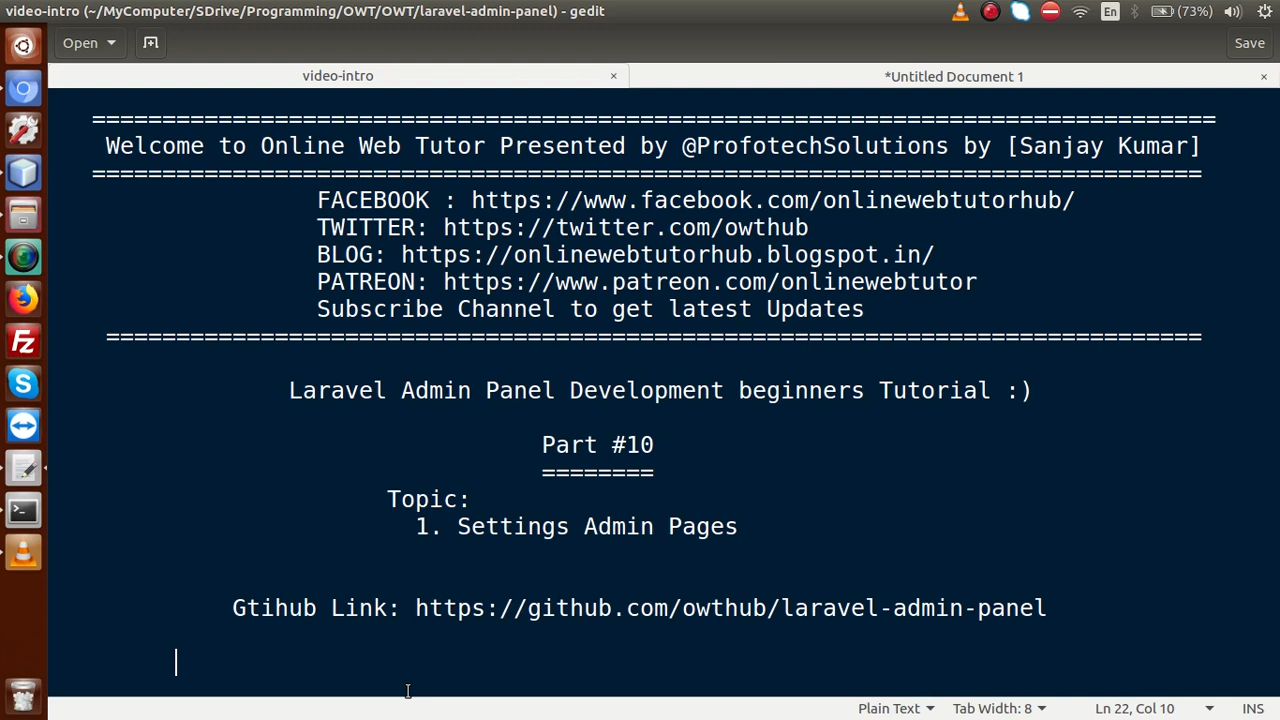 video-intro (~/MyComputer/SDrive/Programming/OWT/OWT/laravel-admin-panel) - gedit
En
(73%)
Open
Save
video-intro ×
*Untitled Document 1 ×
================================================================================
Welcome to Online Web Tutor Presented by @ProfotechSolutions by [Sanjay Kumar]
===============================================================================
FACEBOOK : https://www.facebook.com/onlinewebtutorhub/
TWITTER: https://twitter.com/owthub
BLOG: https://onlinewebtutorhub.blogspot.in/
PATREON: https://www.patreon.com/onlinewebtutor
Subscribe Channel to get latest Updates
==============================================================================
Laravel Admin Panel Development beginners Tutorial :)
Part #10
========
Topic:
1. Settings Admin Pages
Gtihub Link: https://github.com/owthub/laravel-admin-panel
Plain Text
Tab Width: 8
Ln 22, Col 10
INS